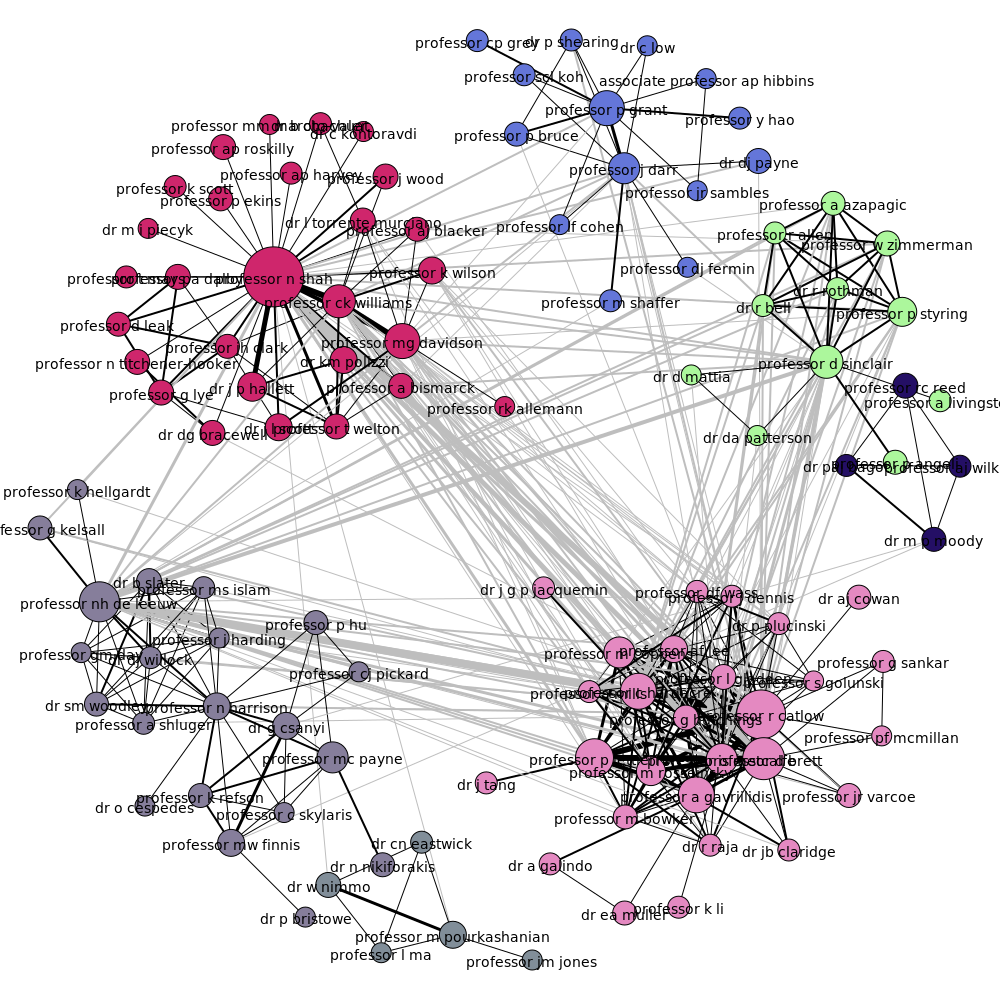 professor cp grey
dr p shearing
dr c low
professor scl koh
associate professor ap hibbins
professor p grant
professor y hao
professor p bruce
professor j darr
dr dj payne
professor jr sambles
professor lf cohen
professor dj fermin
professor m shaffer
dr c kontoravdi
professor ap roskilly
professor ap harvey
professor j wood
professor k scott
professor p ekins
dr l torrente murciano
professor aj blacker
dr m i piecyk
professor n shah
professor k wilson
professor ck williams
professor d leak
professor jh clark
professor mg davidson
professor n titchener-hooker
dr km polizzi
professor g lye
dr j p hallett
professor a bismarck
professor rk allemann
dr dg bracewell
professor t welton
professor a azapagic
professor r allen
professor w zimmerman
dr r rothman
dr r bell
professor p styring
professor d sinclair
dr d mattia
professor rc reed
dr da patterson
professor p angeli
dr m p moody
professor k hellgardt
professor g kelsall
dr b slater
professor ms islam
professor nh de leeuw
professor p hu
professor i harding
professor gm day
dr dj willock
professor cj pickard
dr sm woodley
professor n harrison
professor a shluger
dr g csanyi
professor mc payne
professor k refson
dr o cespedes
professor c skylaris
professor mw finnis
dr cn eastwick
dr n nikiforakis
dr w nimmo
dr p bristowe
professor m pourkashanian
professor l ma
professor jm jones
dr j g p jacquemin
professor df wass
professor j dennis
dr aj cowan
dr p plucinski
professor g sankar
professor s golunski
professor r catlow
professor pf mcmillan
dr j tang
professor a gavriilidis
professor jr varcoe
professor m bowker
dr r raja
dr jb claridge
dr a galindo
dr ea muller
professor k li